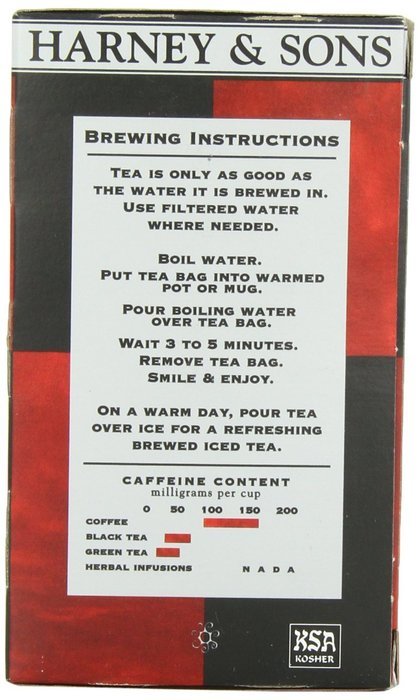 HARNEY & SONS
BREWING INSTRUCTIONS
TEA IS ONLY AS GOOD AS
THE WATER IT IS BREWED IN.
USE FILTERED WATER
WHERE NEEDED.
BOIL WATER.
PUT TEA BAG INTO WARMED
POT OR MUG.
POUR BOILING WATER
OVER TEA BAG.
WAIT 3 TO 5 MINUTES.
REMOVE TEA BAG.
SMILE & ENJOY.
ON A WARM DAY, POUR TEA
OVER ICE FOR A REFRESHING
BREWED ICED TEA.
CAFFEINE CONTENT
milligrams per cup
0 50 100 150 200
COFFEE
BLACK TEA
GREEN TEA
HERBAL INFUSIONS NADA
KSA
KOSHER